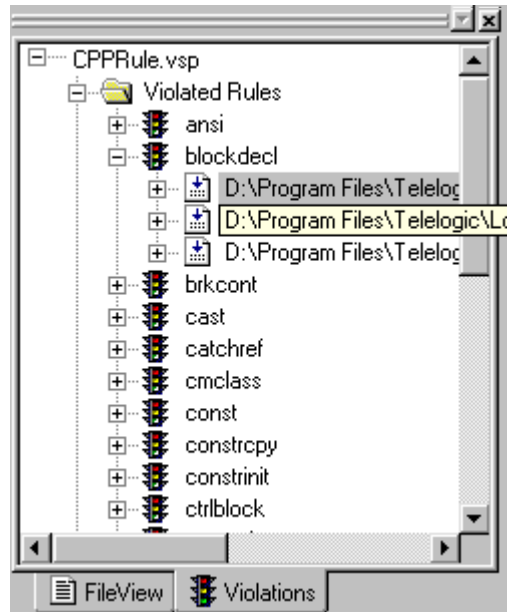 CPPRule.vsp
Violated Rules
ansi
blockdecl
D:\Program Files\Telelog
D:\Program Files\Telelogic\Lo
D:\Program Files\Telelog
brkcont
cast
catchref
cmclass
const
constrcpy
constrinit
ctrlblock
FileView Violations